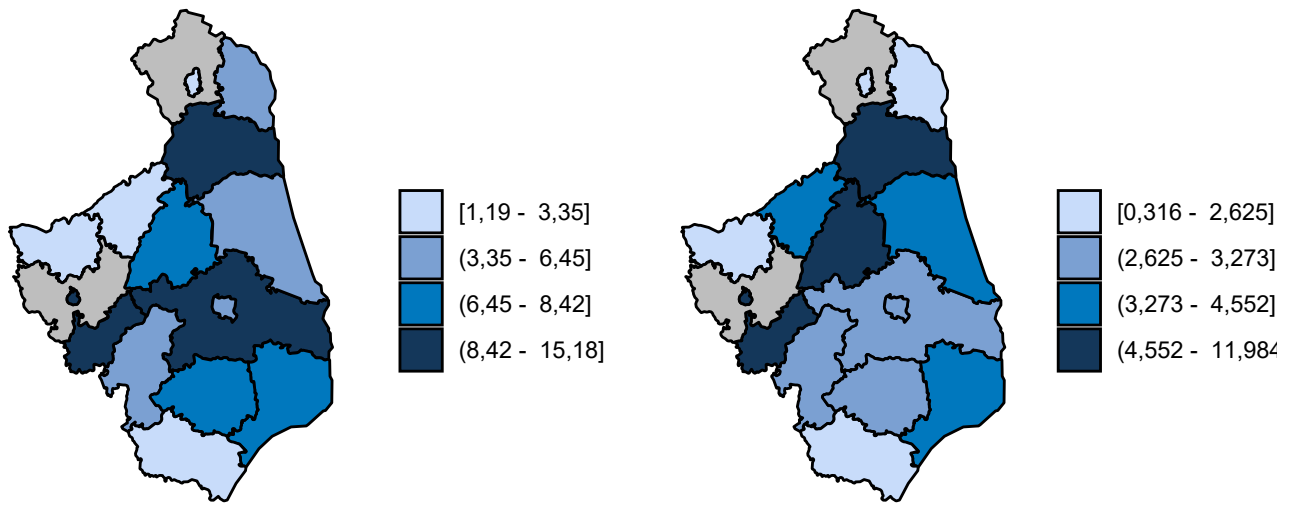 [1,19 - 3,35]
(3,35 - 6,45]
(6,45 - 8,42]
(8,42 - 15,18]
[0,316 - 2,625]
(2,625 - 3,273]
(3,273 - 4,552]
(4,552 - 11,984